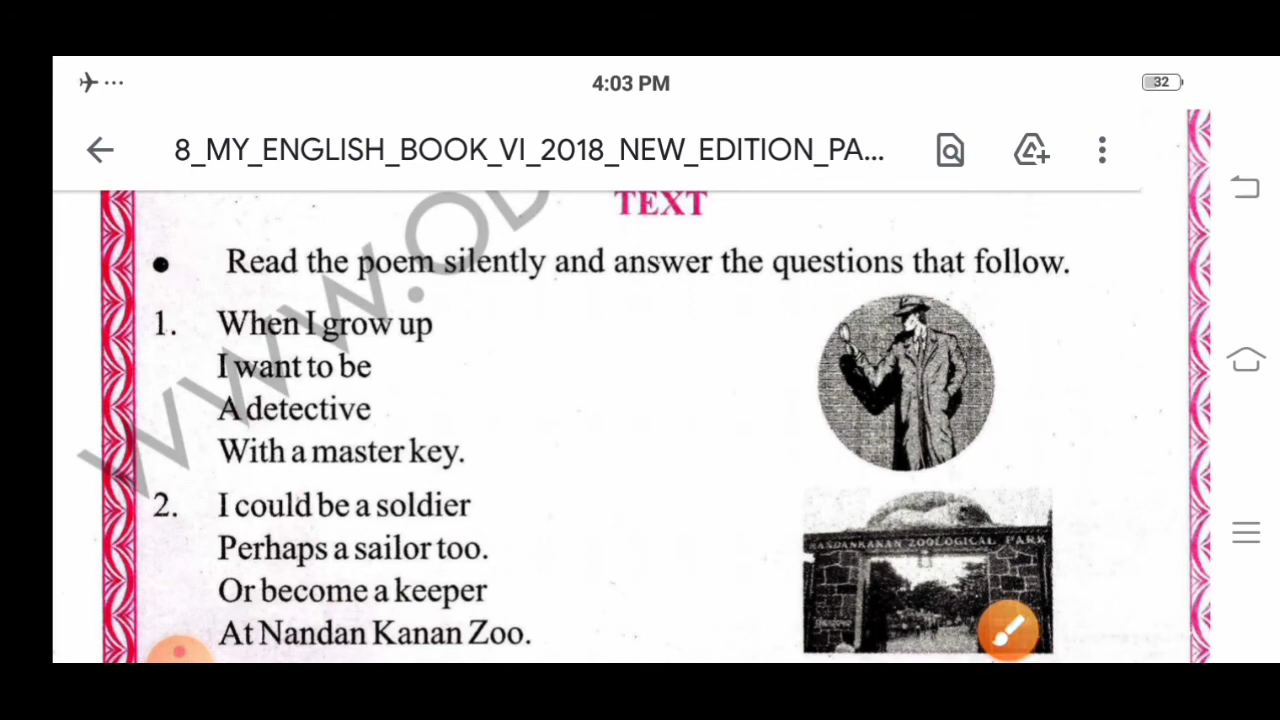 4:03 PM
32
8_MY_ENGLISH_BOOK_VI_2018_NEW_EDITION_PA...
TEXT
• Read the poem silently and answer the questions that follow.
1. When I grow up
I want to be
A detective
With a master key.
2. I could be a soldier
Perhaps a sailor too.
Or become a keeper
At Nandan Kanan Zoo.
NANDANKANAN ZOOLOGICAL PARK